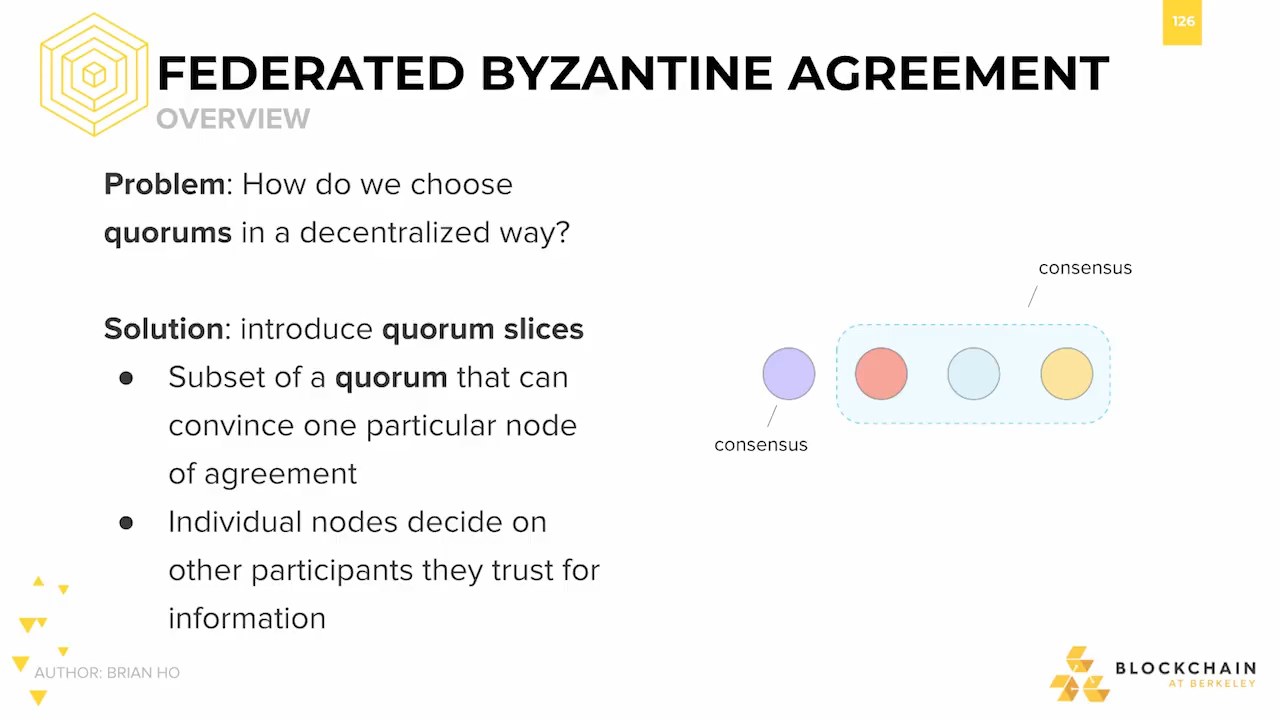 126
FEDERATED BYZANTINE AGREEMENT
OVERVIEW
Problem: How do we choose
quorums in a decentralized way?
Solution: introduce quorum slices
● Subset of a quorum that can
convince one particular node
of agreement
● Individual nodes decide on
other participants they trust for
information
consensus
consensus
AUTHOR: BRIAN HO
BLOCKCHAIN
AT BERKELEY